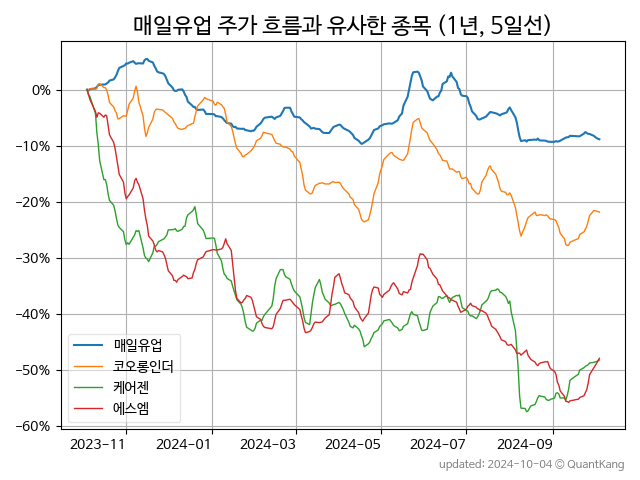 매일유업 주가 흐름과 유사한 종목 (1년, 5일선)
0%
−10%
−20%
−30%
−40%
−50%
−60%
매일유업
코오롱인더
케어젠
에스엠
2023-11 2024-01 2024-03 2024-05 2024-07 2024-09
updated: 2024-10-04 © QuantKang